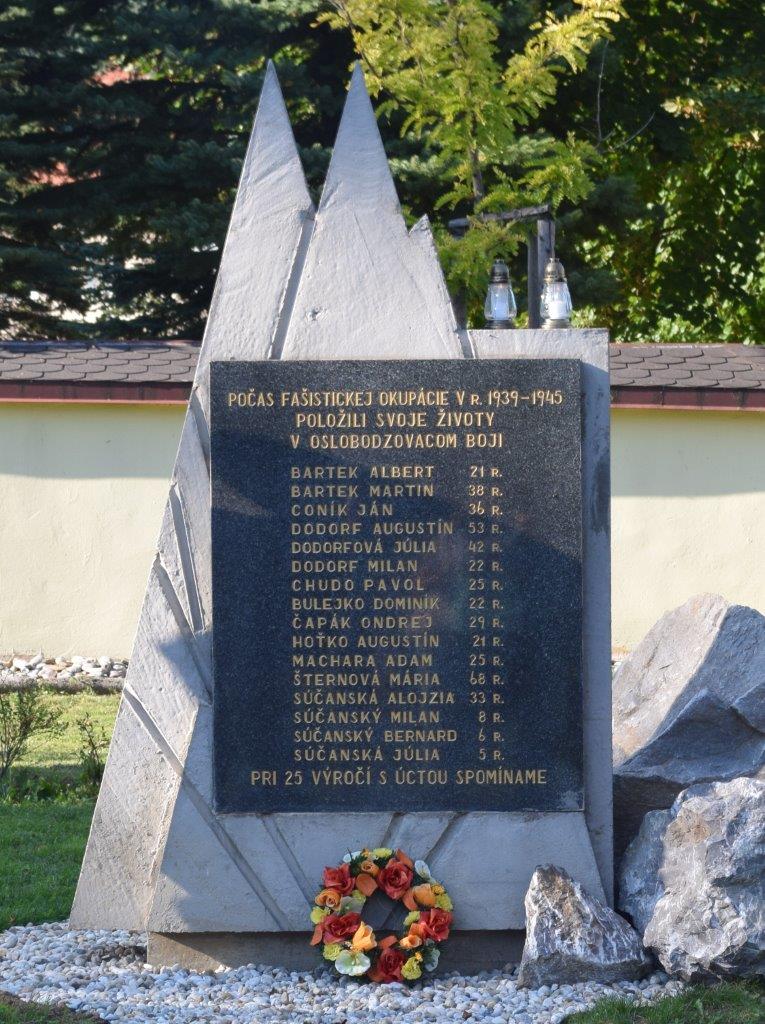 POČAS FAŠISTICKEJ OKUPÁCIE V R. 1939-1945
POLOŽILI SVOJE ŽIVOTY
V OSLOBODZOVACOM BOJI
BARTEK ALBERT 21 R.
BARTEK MARTIN 38 R.
CONÍK JÁN 36 R.
DODORF AUGUSTÍN 53 R.
DODORFOVÁ JÚLIA 42 R.
DODORF MILAN 22 R.
CHUDO PAVOL 25 R.
BULEJKO DOMINIK 22 R.
ČAPÁK ONDREJ 29 R.
HOŤKO AUGUSTÍN 21 R.
MACHARA ADAM 25 R.
ŠTERNOVÁ MÁRIA 68 R.
SÚČANSKÁ ALOJZIA 33 R.
SÚČANSKÝ MILAN 8 R.
SÚČANSKÝ BERNARD 6 R.
SÚČANSKÁ JÚLIA 5 R.
PRI 25 VÝROČÍ S ÚCTOU SPOMÍNAME